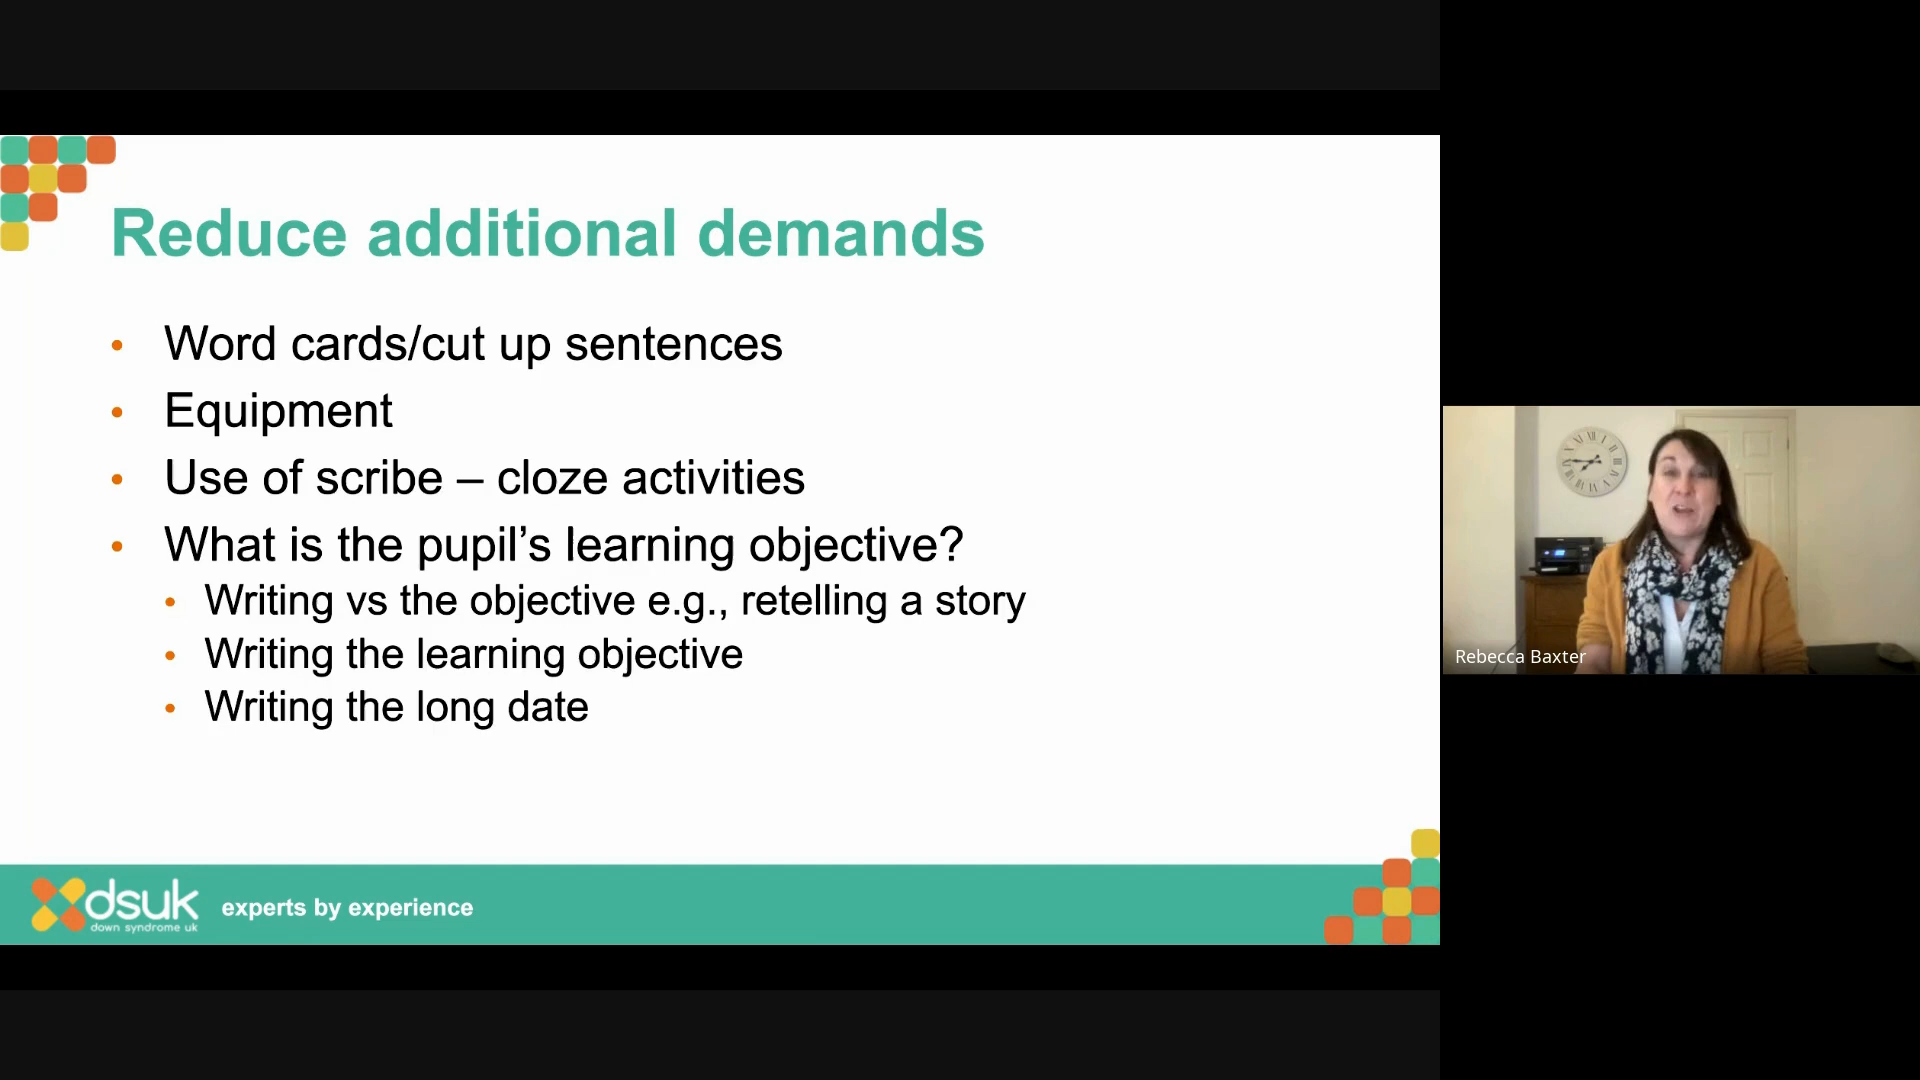 Reduce additional demands
• Word cards/cut up sentences
• Equipment
• Use of scribe – cloze activities
• What is the pupil’s learning objective?
• Writing vs the objective e.g., retelling a story
• Writing the learning objective
• Writing the long date
dsuk
down syndrome uk
experts by experience
Rebecca Baxter